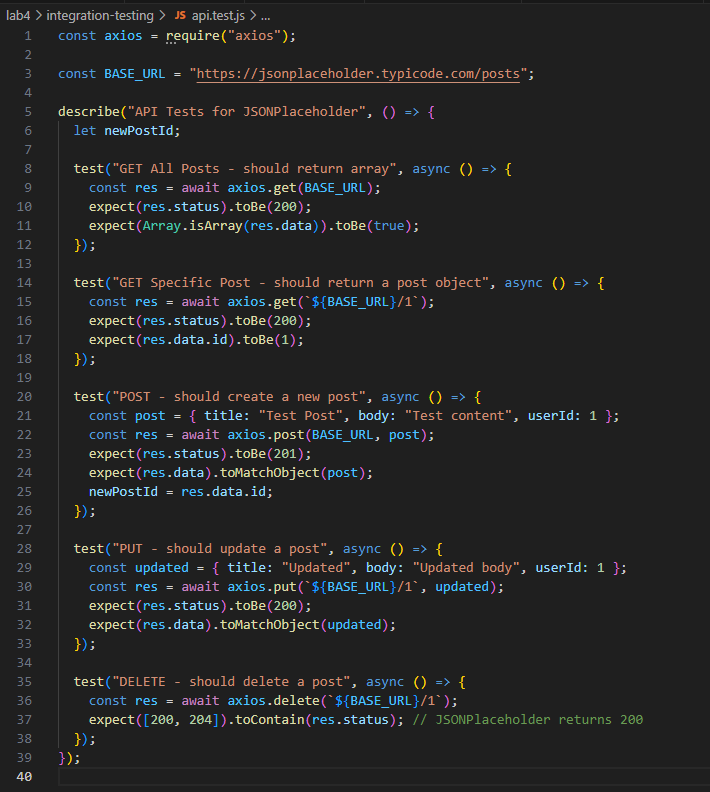 lab4 > integration-testing > JS api.test.js > ...
1 const axios = require("axios");
2
3 const BASE_URL = "https://jsonplaceholder.typicode.com/posts";
4
5 describe("API Tests for JSONPlaceholder", () => {
6   let newPostId;
7
8   test("GET All Posts - should return array", async () => {
9     const res = await axios.get(BASE_URL);
10     expect(res.status).toBe(200);
11     expect(Array.isArray(res.data)).toBe(true);
12   });
13
14   test("GET Specific Post - should return a post object", async () => {
15     const res = await axios.get(`${BASE_URL}/1`);
16     expect(res.status).toBe(200);
17     expect(res.data.id).toBe(1);
18   });
19
20   test("POST - should create a new post", async () => {
21     const post = { title: "Test Post", body: "Test content", userId: 1 };
22     const res = await axios.post(BASE_URL, post);
23     expect(res.status).toBe(201);
24     expect(res.data).toMatchObject(post);
25     newPostId = res.data.id;
26   });
27
28   test("PUT - should update a post", async () => {
29     const updated = { title: "Updated", body: "Updated body", userId: 1 };
30     const res = await axios.put(`${BASE_URL}/1`, updated);
31     expect(res.status).toBe(200);
32     expect(res.data).toMatchObject(updated);
33   });
34
35   test("DELETE - should delete a post", async () => {
36     const res = await axios.delete(`${BASE_URL}/1`);
37     expect([200, 204]).toContain(res.status); // JSONPlaceholder returns 200
38   });
39 });
40